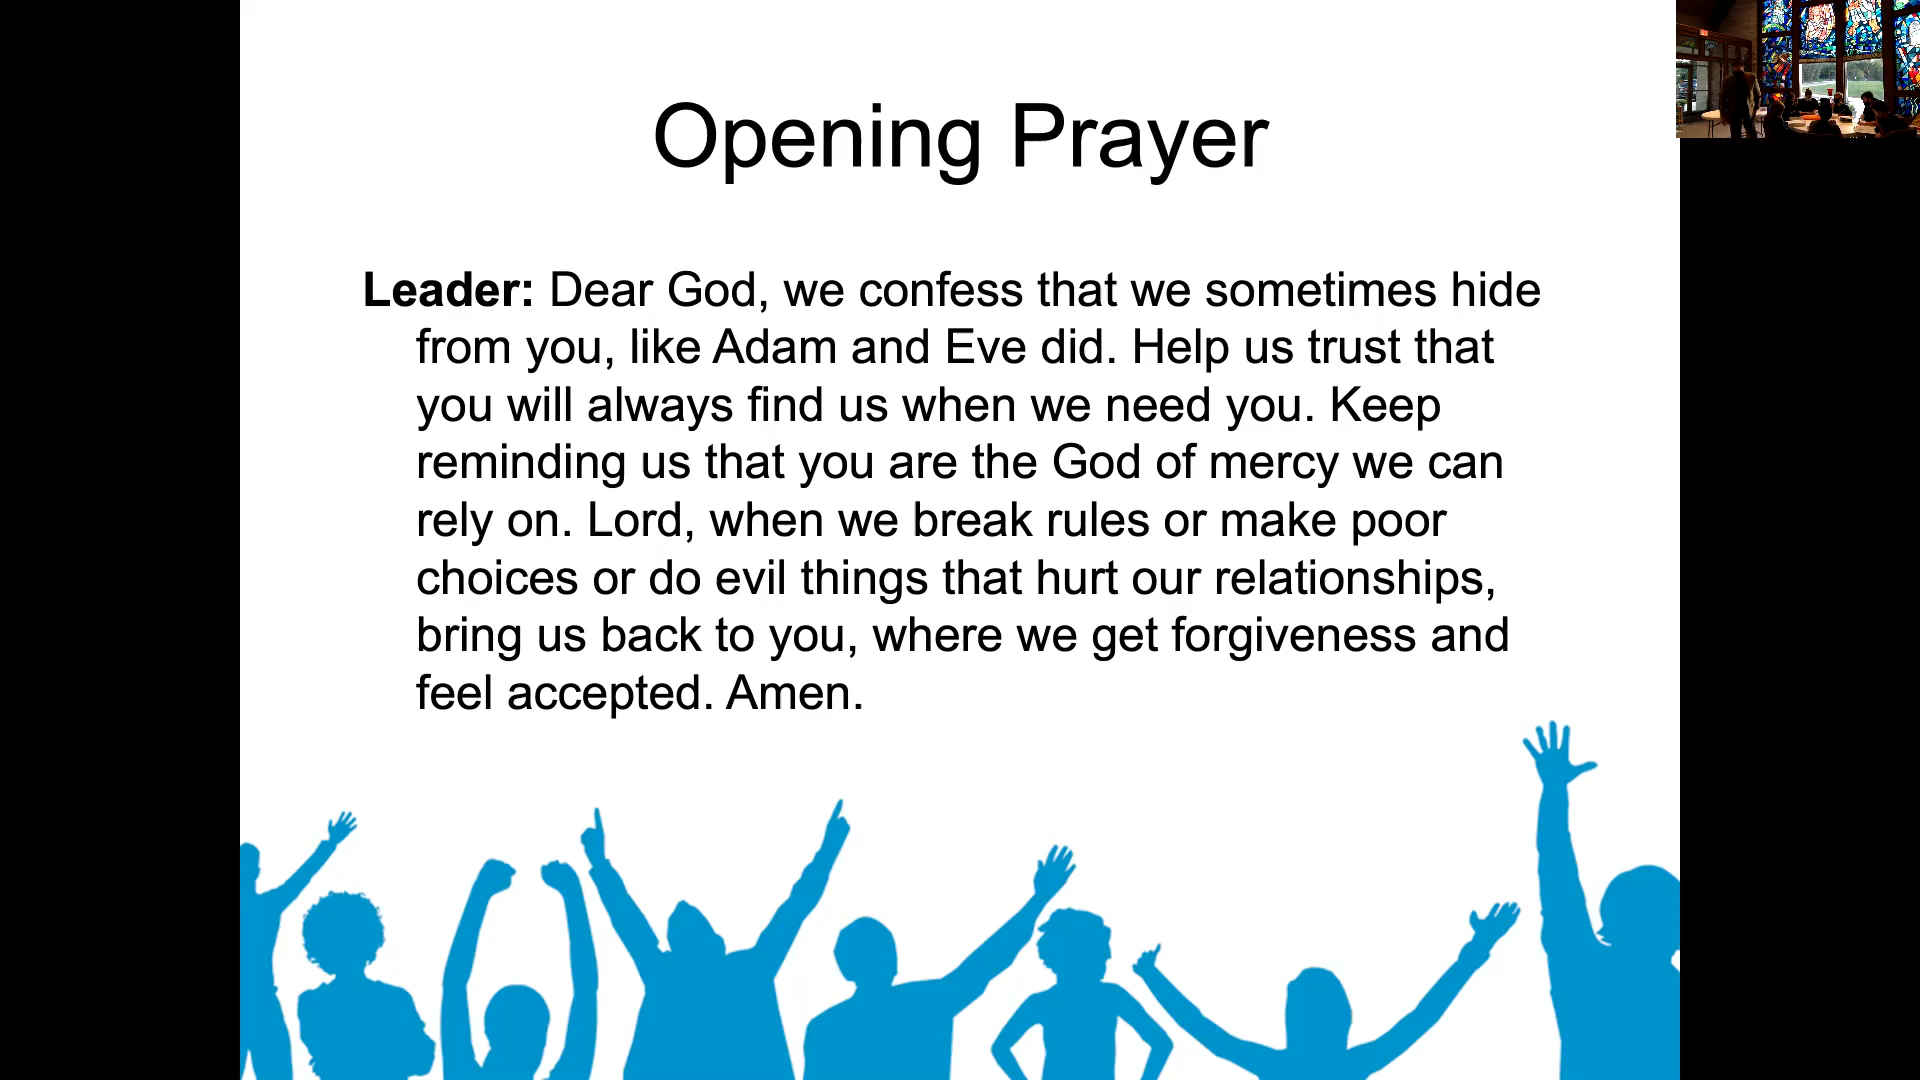 Opening Prayer
Leader: Dear God, we confess that we sometimes hide
from you, like Adam and Eve did. Help us trust that
you will always find us when we need you. Keep
reminding us that you are the God of mercy we can
rely on. Lord, when we break rules or make poor
choices or do evil things that hurt our relationships,
bring us back to you, where we get forgiveness and
feel accepted. Amen.